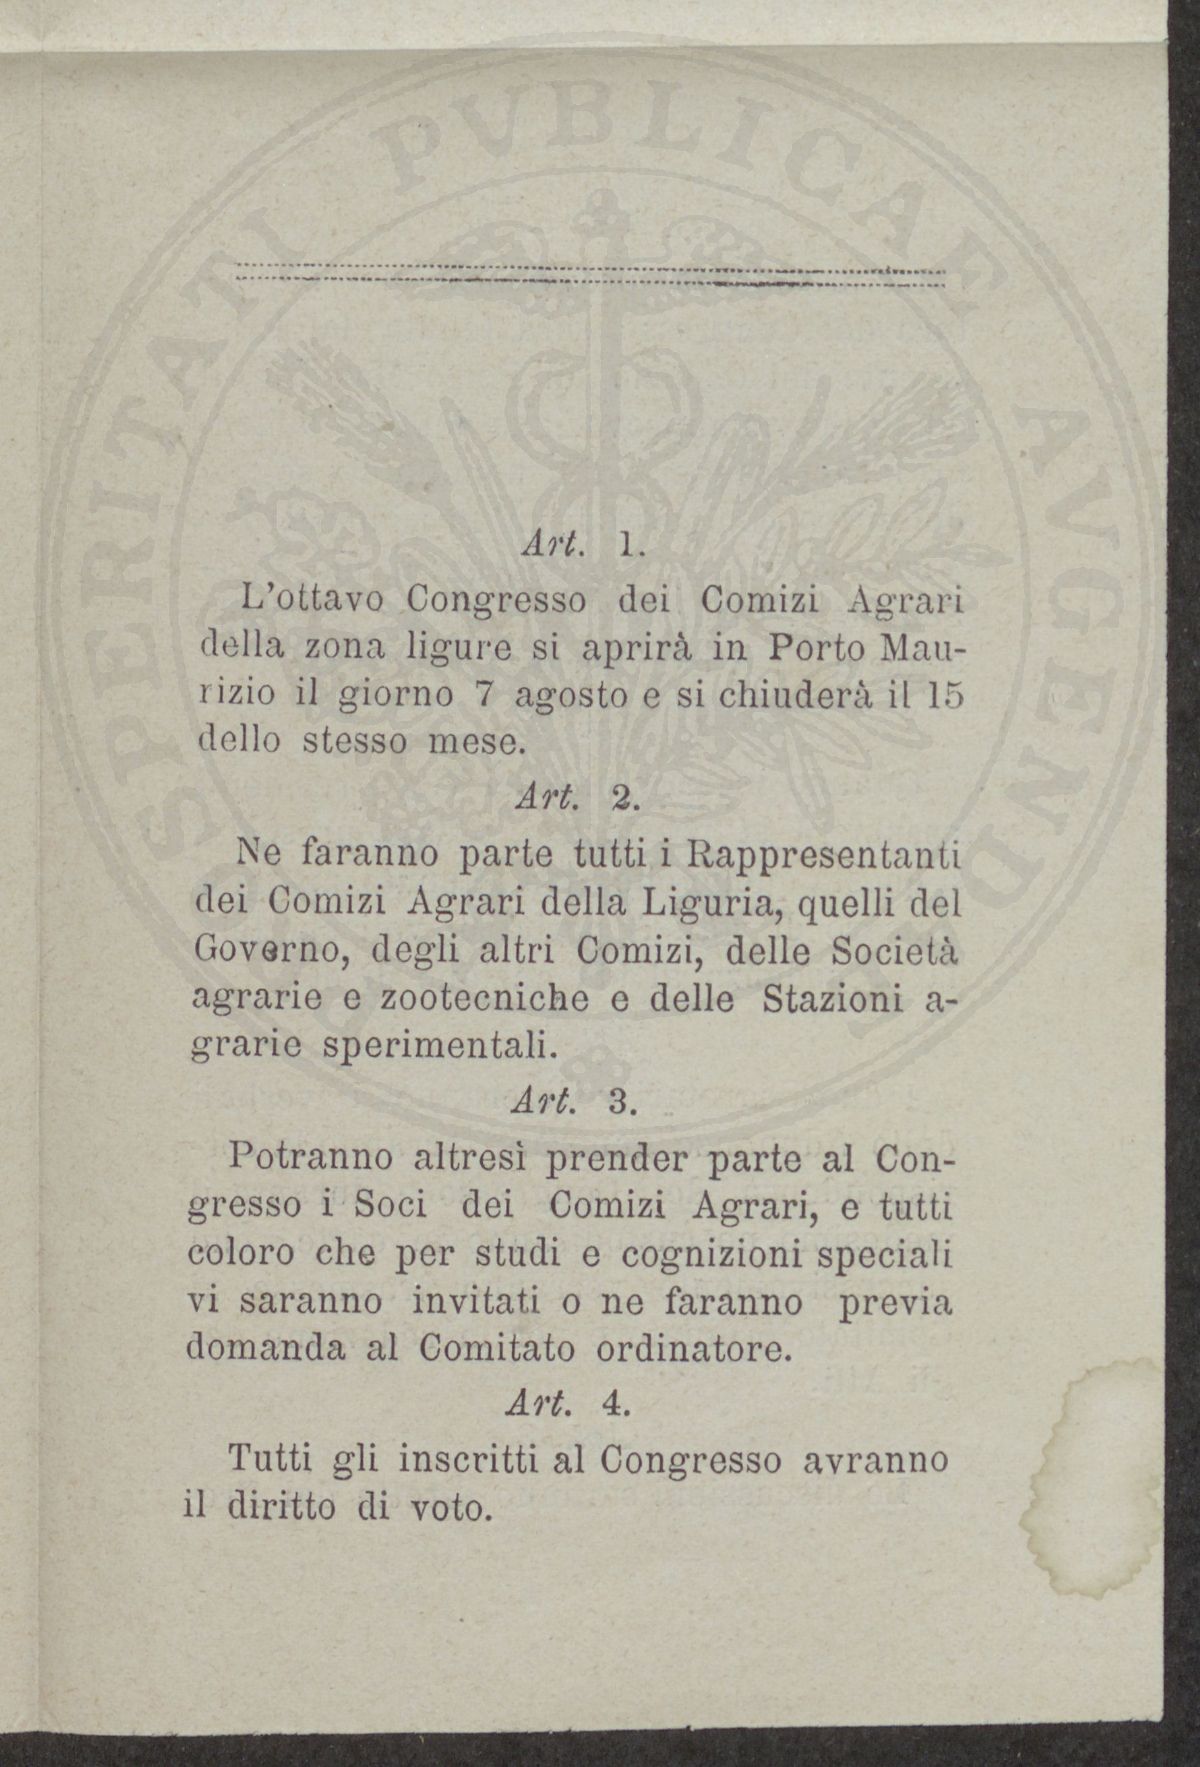 Art. 1.
L'ottavo Congresso dei Comizi Agrari
della zona ligure si aprirà in Porto Mau-
rizio il giorno 7 agosto e si chiuderà il 15
dello stesso mese.
Art. 2.
Ne faranno parte tutti i Rappresentanti
dei Comizi Agrari della Liguria, quelli del
Governo, degli altri Comizi, delle Società
agrarie e zootecniche e delle Stazioni a-
grarie sperimentali.
Art. 3.
Potranno altresì prender parte al Con-
gresso i Soci dei Comizi Agrari, e tutti
coloro che per studi e cognizioni speciali
vi saranno invitati o ne faranno previa
domanda al Comitato ordinatore.
Art. 4.
Tutti gli inscritti al Congresso avranno
il diritto di voto.
PVBLICAE AVGENDAE